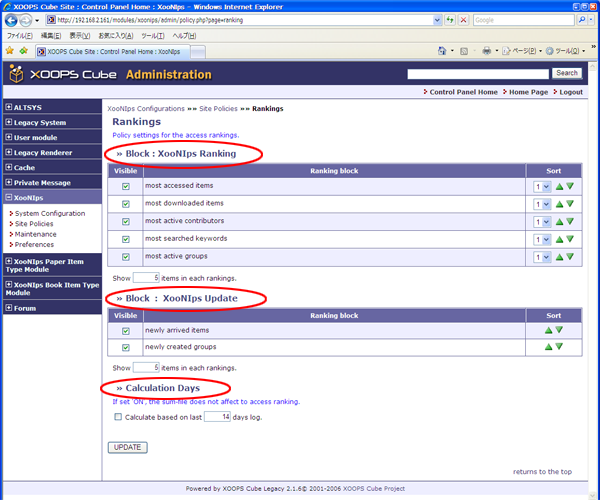 XOOPS Cube Site : Control Panel Home : XooNIps - Windows Internet Explorer
http://192.168.2.161/modules/xoonips/admin/policy.php?page=ranking
Google
ファイル(F) 編集(E) 表示(V) お気に入り(A) ツール(T) ヘルプ(H)
XOOPS Cube Site : Control Panel Home : XooNIps
ページ(P) ツール(O)
XOOPS Cube Administration
Search
Control Panel Home Home Page Logout
ALTSYS
Legacy System
User module
Legacy Renderer
Cache
Private Message
XooNIps
System Configuration
Site Policies
Maintenance
Preferences
XooNIps Paper Item
Type Module
XooNIps Book Item Type
Module
Forum
XooNIps Configurations »» Site Policies »» Rankings
Rankings
Policy settings for the access rankings.
» Block : XooNIps Ranking
Visible Ranking block Sort
most accessed items 1
most downloaded items 1
most active contributors 1
most searched keywords 1
most active groups 1
Show 5 items in each rankings.
» Block : XooNIps Update
Visible Ranking block Sort
newly arrived items
newly created groups
Show 5 items in each rankings.
» Calculation Days
If set 'ON', the sum-file does not affect to access ranking.
Calculate based on last 14 days log.
UPDATE
returns to the top
Powered by XOOPS Cube Legacy 2.1.6© 2001-2006 XOOPS Cube Project